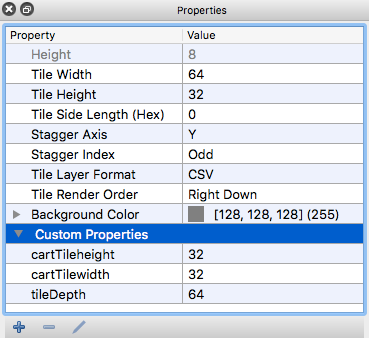 Properties
Property Value
Height 8
Tile Width 64
Tile Height 32
Tile Side Length (Hex) 0
Stagger Axis Y
Stagger Index Odd
Tile Layer Format CSV
Tile Render Order Right Down
Background Color [128, 128, 128] (255)
Custom Properties
cartTileheight 32
cartTilewidth 32
tileDepth 64